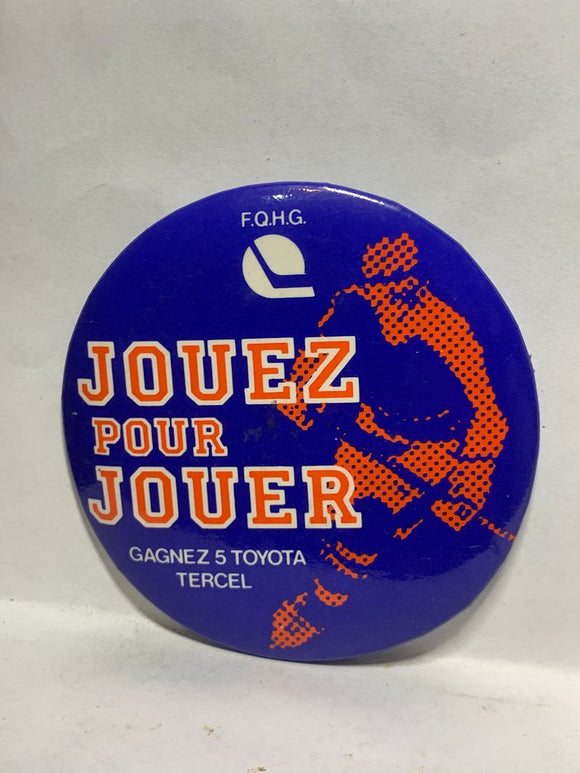 F.Q.H.G.
JOUEZ
POUR
JOUER
GAGNEZ 5 TOYOTA
TERCEL